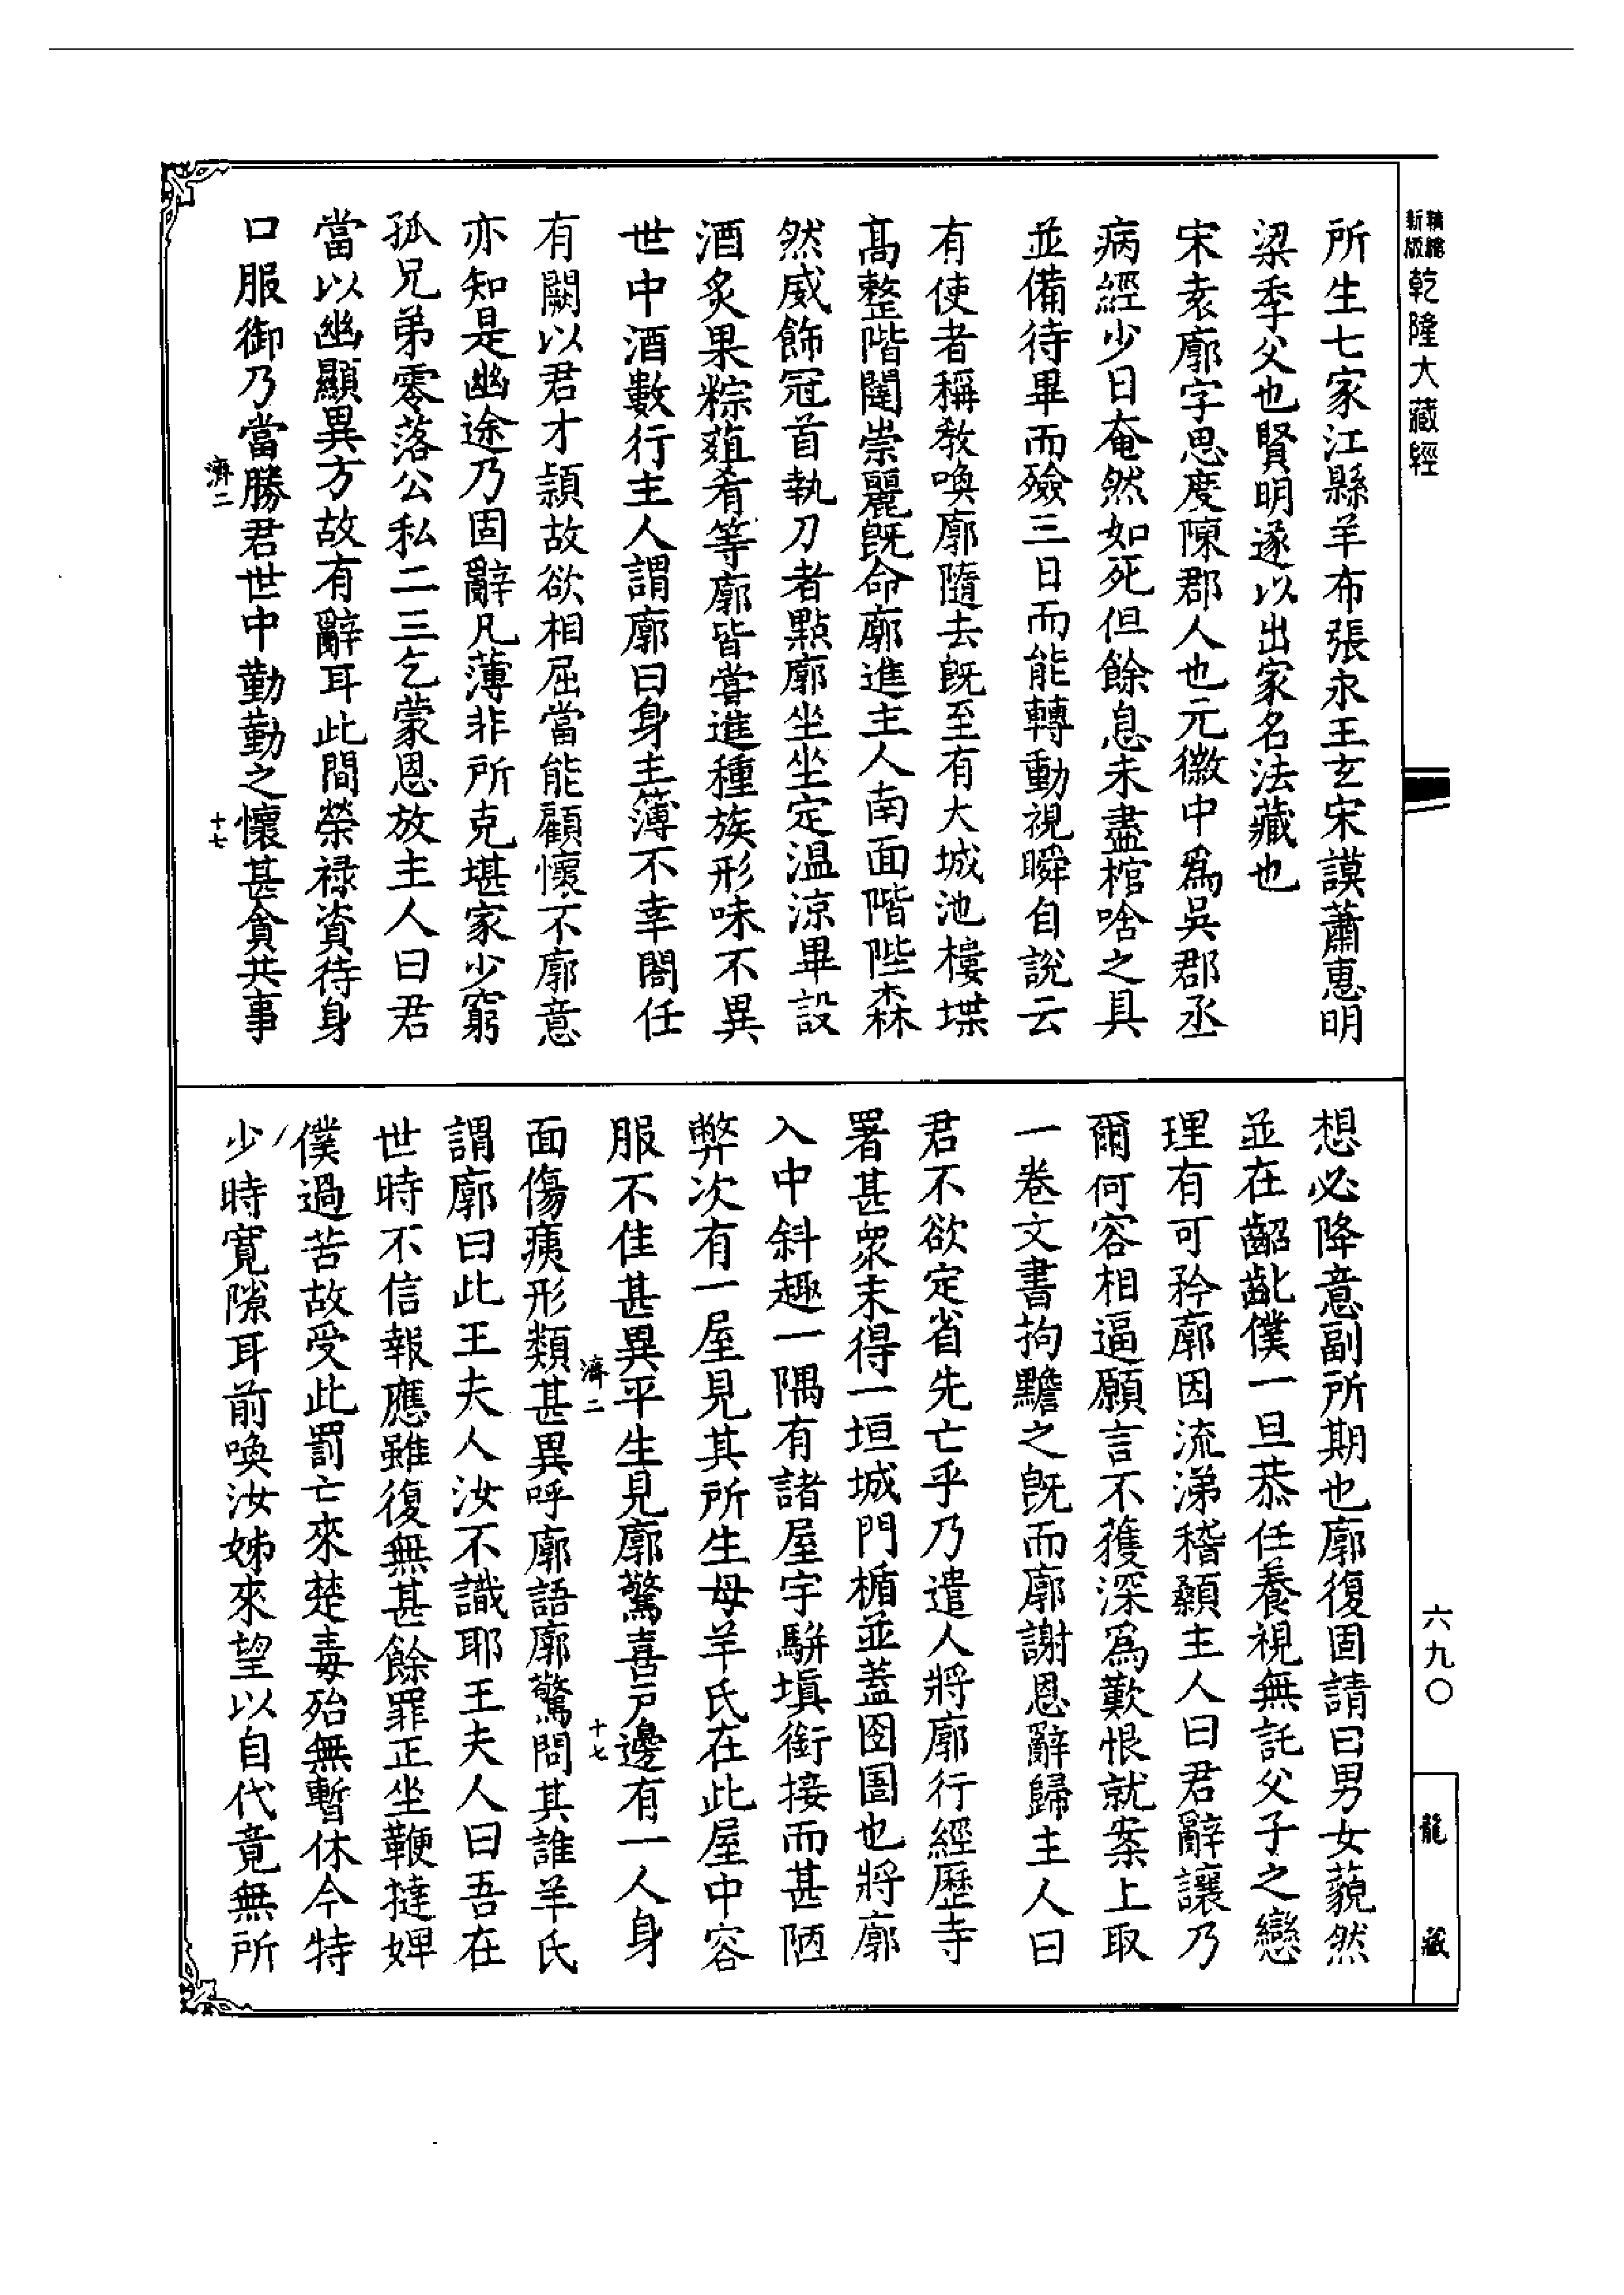 精縮
新版
乾隆大藏經
所生七家江縣羊布張永王玄宋謨蕭惠明
梁季父也賢明遂以出家名法藏也
宋袁廓字思度陳郡人也元徽中爲吳郡丞
病經少日奄然如死但餘息未盡棺唅之具
並備待畢而殮三日而能轉動視瞬自說云
有使者稱敎喚廓隨去旣至有大城池樓堞
高整階闥崇麗旣命廓進主人南面階陛森
然威飾冠首執刀者點廓坐坐定温涼畢設
酒炙果粽葅肴等廓皆嘗進種族形味不異
世中酒數行主人謂廓曰身主簿不幸閤任
有闕以君才頴故欲相屈當能顧懷不廓意
亦知是幽途乃固辭凡薄非所克堪家少窮
孤兄弟零落公私二三乞蒙恩放主人曰君
當以幽顯異方故有辭耳此間榮祿資待身
口服御乃當勝君世中勤勤之懷甚貪共事
濟二
十七
想必降意副所期也廓復固請曰男女藐然
並在齠齔僕一旦恭任養視無託父子之戀
理有可矜廓因流涕稽顙主人曰君辭讓乃
爾何容相逼願言不獲深爲歎恨就案上取
一卷文書拘黵之旣而廓謝恩辭歸主人曰
君不欲定省先亡乎乃遣人將廓行經歷寺
署甚衆末得一垣城門楯並蓋囹圄也將廓
入中斜趣一隅有諸屋宇駢塡銜接而甚陋
弊次有一屋見其所生母羊氏在此屋中容
服不佳甚異平生見廓驚喜戶邊有一人身
濟二
十七
面傷痍形類甚異呼廓語廓驚問其誰羊氏
謂廓曰此王夫人汝不識耶王夫人曰吾在
世時不信報應雖復無甚餘罪正坐鞭撻婢
僕過苦故受此罰亡來楚毒殆無暫休今特
少時寬隙耳前喚汝姊來望以自代竟無所
六九〇
龍藏